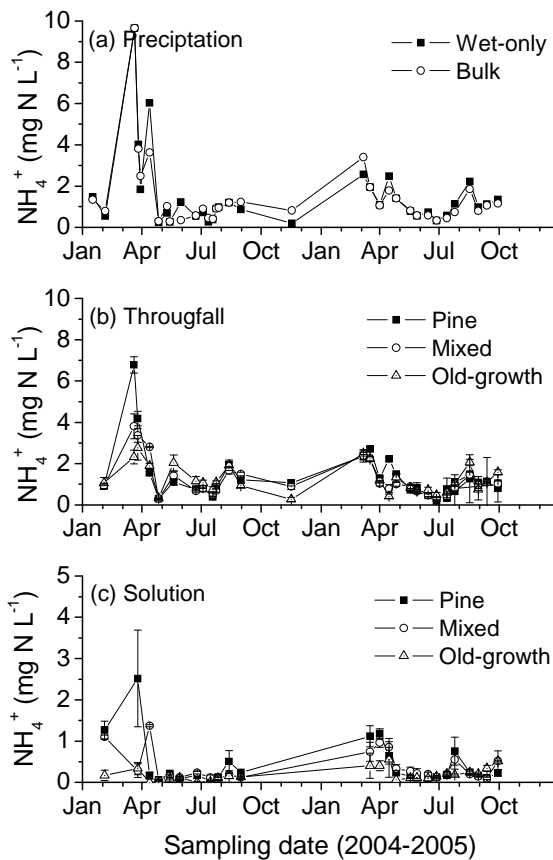 (a) Preciptation
Wet-only
Bulk
NH₄⁺ (mg N L⁻¹)
10
8
6
4
2
0
Jan Apr Jul Oct Jan Apr Jul Oct
(b) Througfall
Pine
Mixed
Old-growth
NH₄⁺ (mg N L⁻¹)
10
8
6
4
2
0
Jan Apr Jul Oct Jan Apr Jul Oct
(c) Solution
Pine
Mixed
Old-growth
NH₄⁺ (mg N L⁻¹)
5
4
3
2
1
0
Jan Apr Jul Oct Jan Apr Jul Oct
Sampling date (2004-2005)